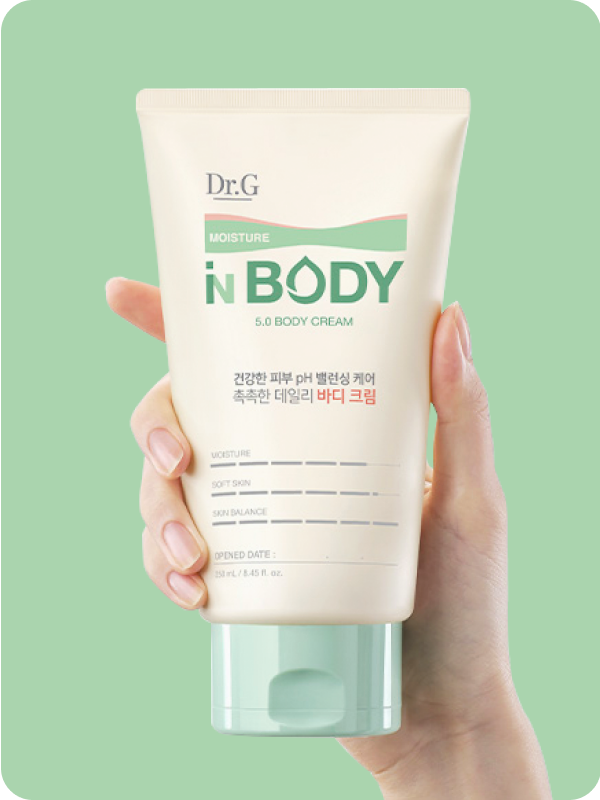 Dr.G
MOISTURE
iN BODY
5.0 BODY CREAM
건강한 피부 pH 밸런싱 케어
촉촉한 데일리 바디 크림
MOISTURE
SOFT SKIN
SKIN BALANCE
OPENED DATE : . .
250 mL / 8.45 fl. oz.